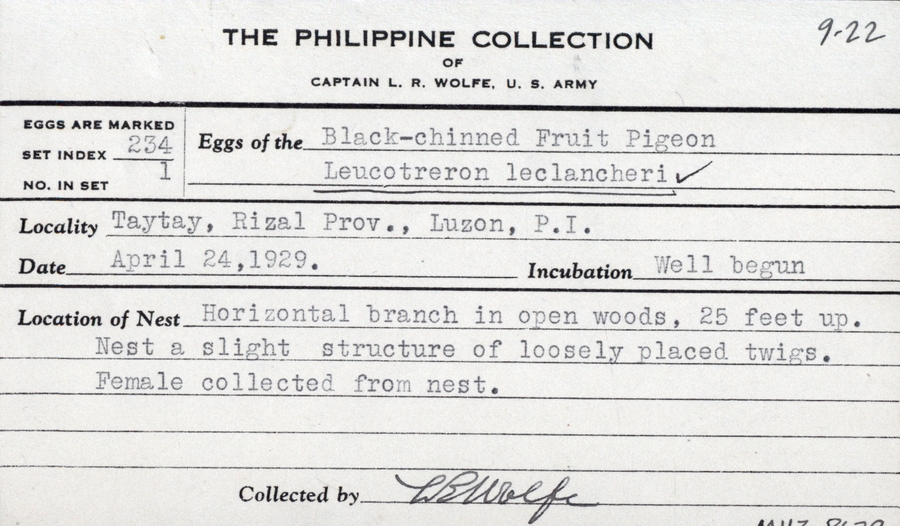 THE PHILIPPINE COLLECTION
9-22
OF
CAPTAIN L. R. WOLFE, U. S. ARMY
EGGS ARE MARKED
SET INDEX 234
NO. IN SET 1
Eggs of the Black-chinned Fruit Pigeon
Leucotreron leclancheri ✓
Locality Taytay, Rizal Prov., Luzon, P.I.
Date April 24,1929. Incubation Well begun
Location of Nest Horizontal branch in open woods, 25 feet up.
Nest a slight structure of loosely placed twigs.
Female collected from nest.
Collected by LRWolfe